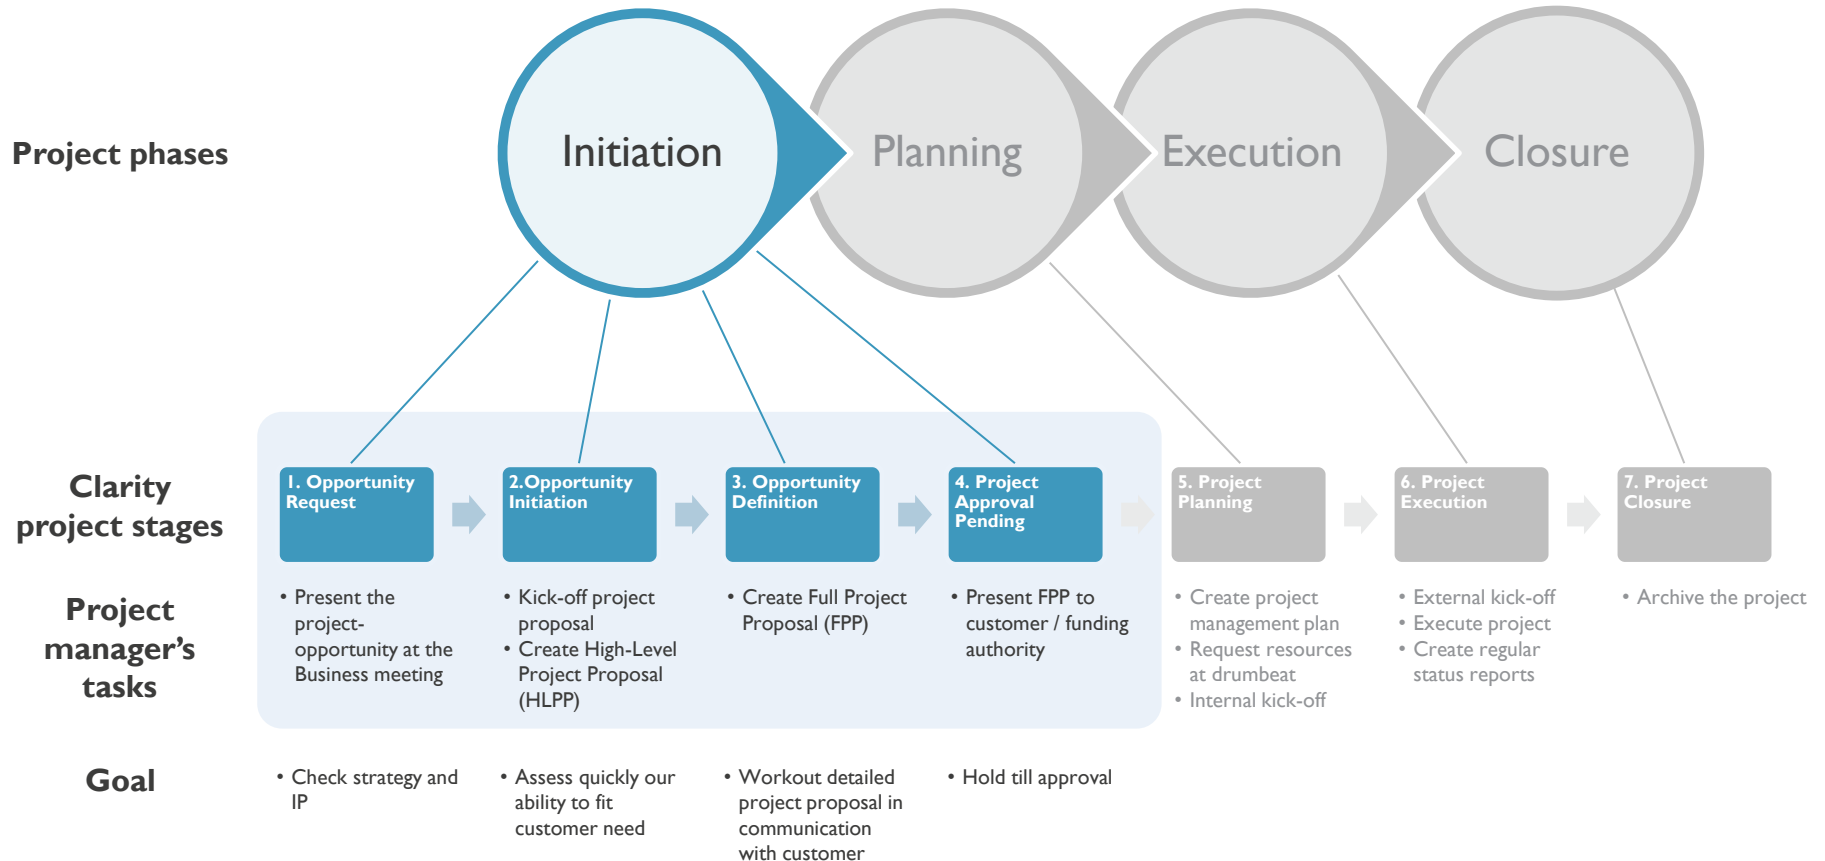 Project phases
Initiation
Planning
Execution
Closure
Clarity
project stages
1. Opportunity
Request
2.Opportunity
Initiation
3. Opportunity
Definition
4. Project
Approval
Pending
5. Project
Planning
6. Project
Execution
7. Project
Closure
Project
manager's
tasks
• Present the
project-
opportunity at the
Business meeting
• Kick-off project
proposal
• Create High-Level
Project Proposal
(HLPP)
• Create Full Project
Proposal (FPP)
• Present FPP to
customer / funding
authority
• Create project
management plan
• Request resources
at drumbeat
• Internal kick-off
• External kick-off
• Execute project
• Create regular
status reports
• Archive the project
Goal
• Check strategy and
IP
• Assess quickly our
ability to fit
customer need
• Workout detailed
project proposal in
communication
with customer
• Hold till approval